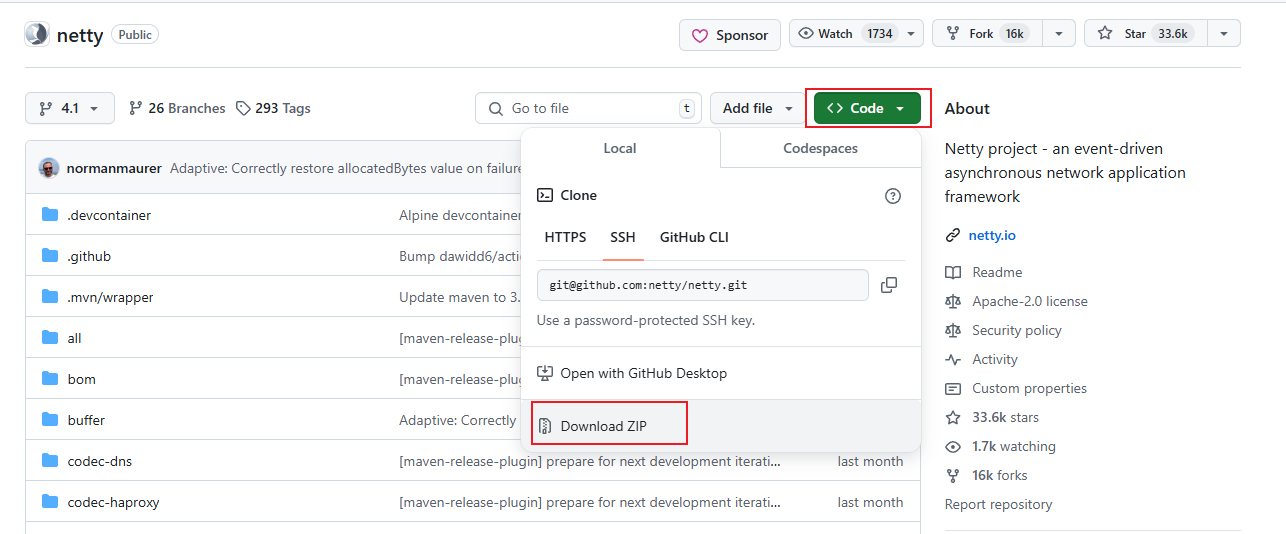 netty Public Sponsor Watch 1734 Fork 16k Star 33.6k
4.1 26 Branches 293 Tags Go to file t Add file Code
normanmaurer Adaptive: Correctly restore allocatedBytes value on failure
.devcontainer Alpine devcontainer
.github Bump dawidd6/actio
.mvn/wrapper Update maven to 3.
all [maven-release-plugin
bom [maven-release-plugin
buffer Adaptive: Correctly
codec-dns [maven-release-plugin] prepare for next development iterati... last month
codec-haproxy [maven-release-plugin] prepare for next development iterati... last month
Local Codespaces
Clone
HTTPS SSH GitHub CLI
git@github.com:netty/netty.git
Use a password-protected SSH key.
Open with GitHub Desktop
Download ZIP
About
Netty project - an event-driven
asynchronous network application
framework
netty.io
Readme
Apache-2.0 license
Security policy
Activity
Custom properties
33.6k stars
1.7k watching
16k forks
Report repository